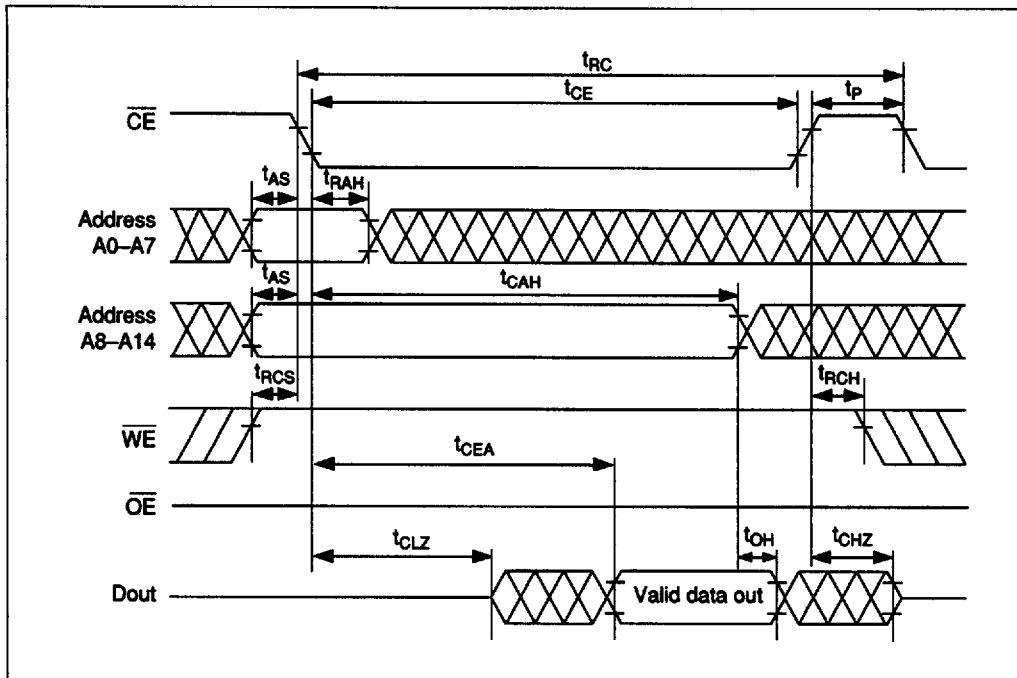 tRC
tCE
tP
CE
tAS
tRAH
Address
A0–A7
tAS
tCAH
Address
A8–A14
tRCS
tRCH
WE
tCEA
OE
tCLZ
tOH
tCHZ
Dout
Valid data out